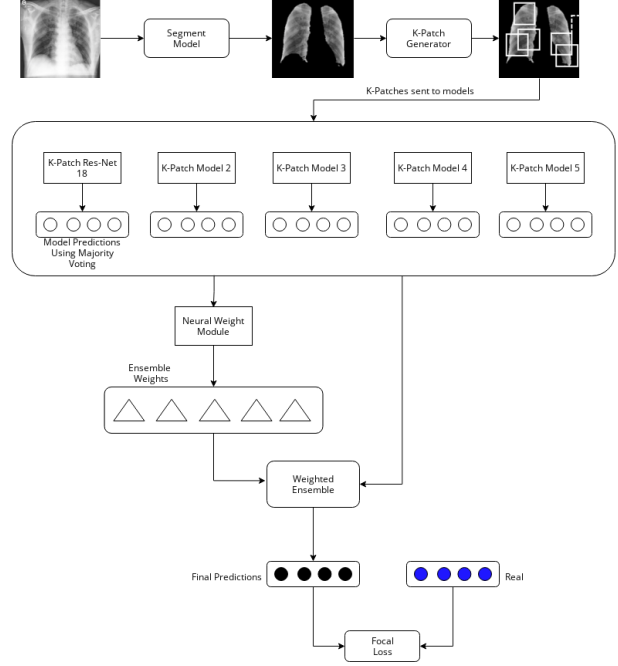 Segment
Model
K-Patch
Generator
K-Patches sent to models
K-Patch Res-Net
18
K-Patch Model 2
K-Patch Model 3
K-Patch Model 4
K-Patch Model 5
Model Predictions
Using Majority
Voting
Neural Weight
Module
Ensemble
Weights
Weighted
Ensemble
Final Predictions
Real
Focal
Loss